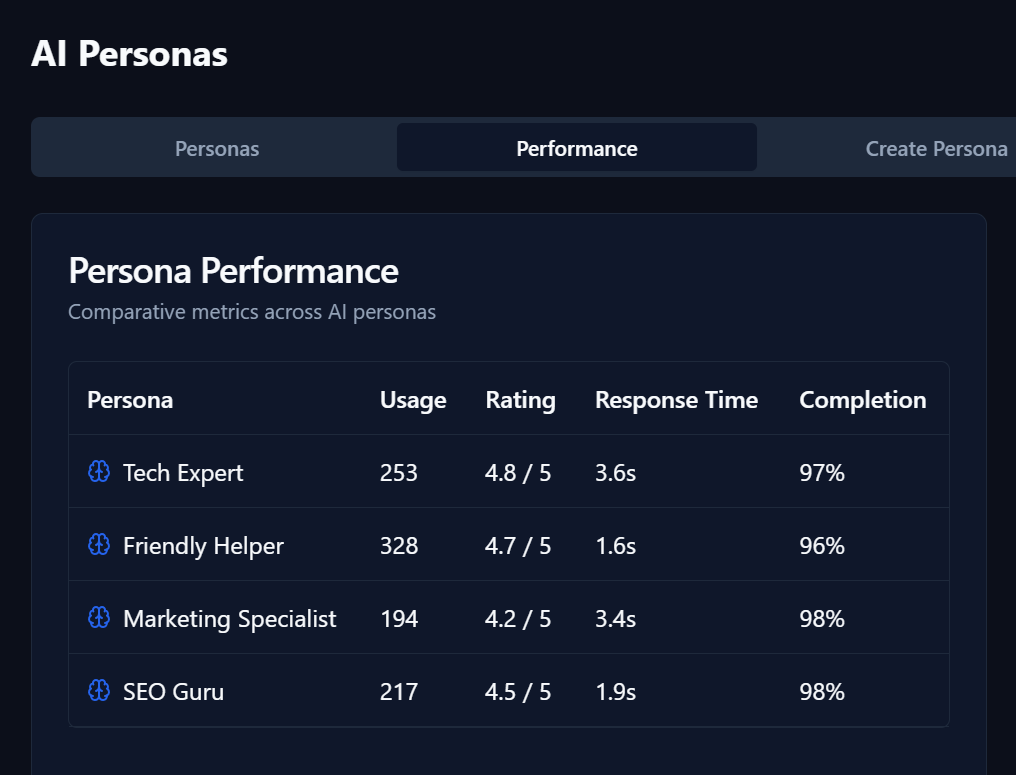 AI Personas
Personas Performance Create Persona
Persona Performance
Comparative metrics across AI personas
Persona Usage Rating Response Time Completion
Tech Expert 253 4.8 / 5 3.6s 97%
Friendly Helper 328 4.7 / 5 1.6s 96%
Marketing Specialist 194 4.2 / 5 3.4s 98%
SEO Guru 217 4.5 / 5 1.9s 98%